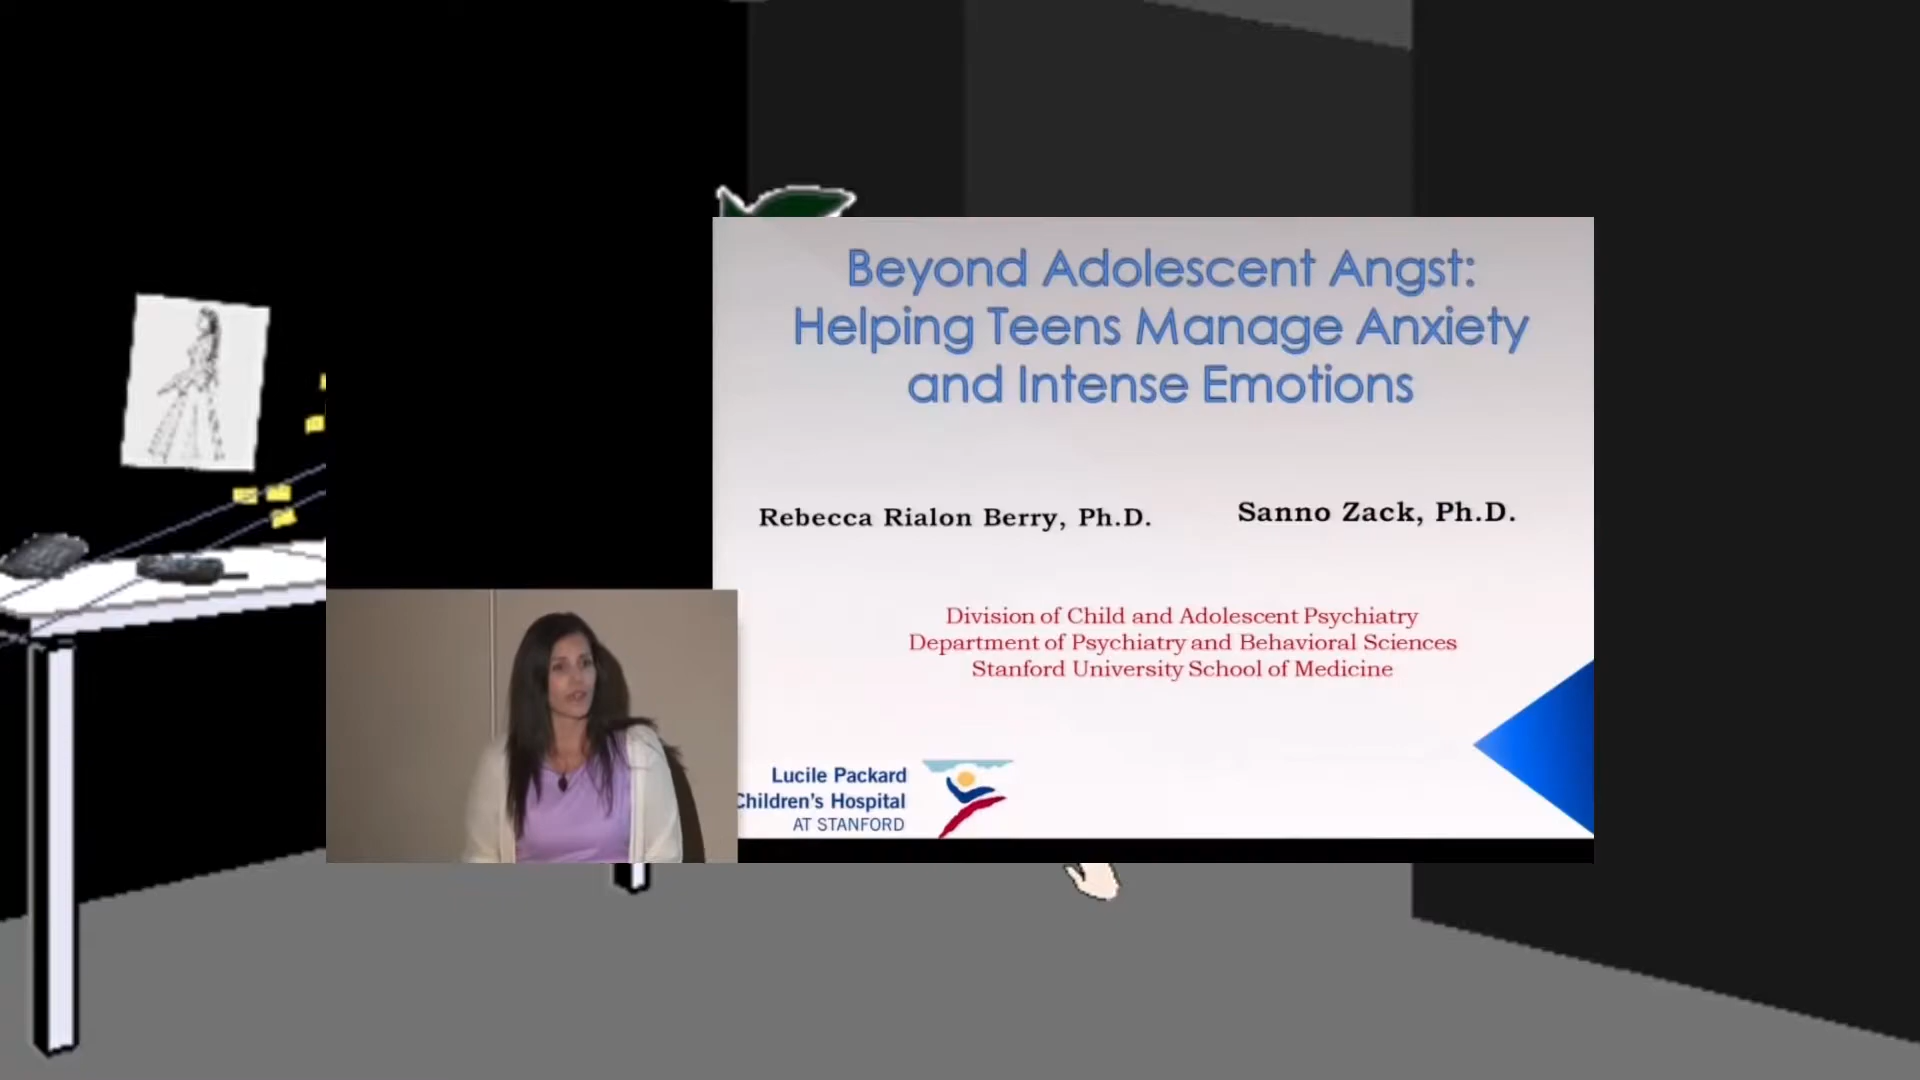 Beyond Adolescent Angst:
Helping Teens Manage Anxiety
and Intense Emotions
Rebecca Rialon Berry, Ph.D.
Sanno Zack, Ph.D.
Division of Child and Adolescent Psychiatry
Department of Psychiatry and Behavioral Sciences
Stanford University School of Medicine
Lucile Packard
Children's Hospital
AT STANFORD